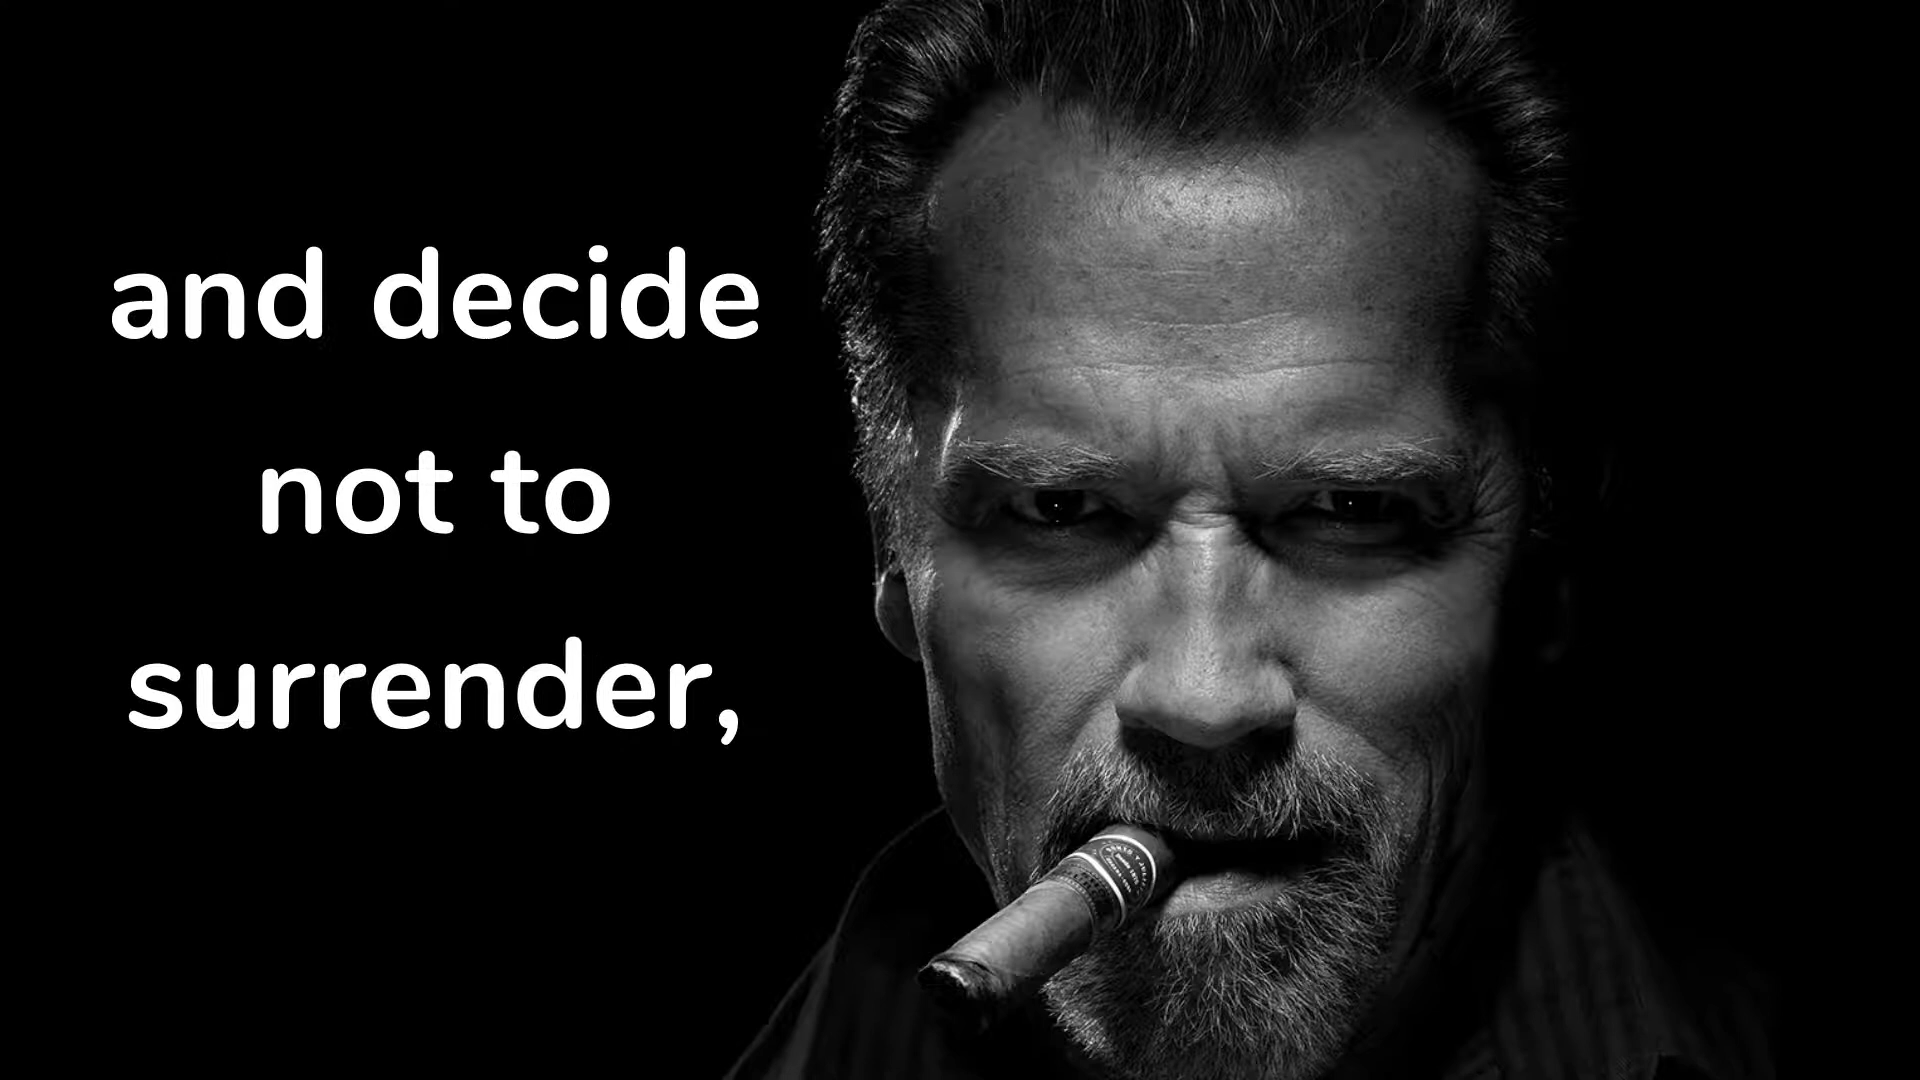 and decide
not to
surrender,